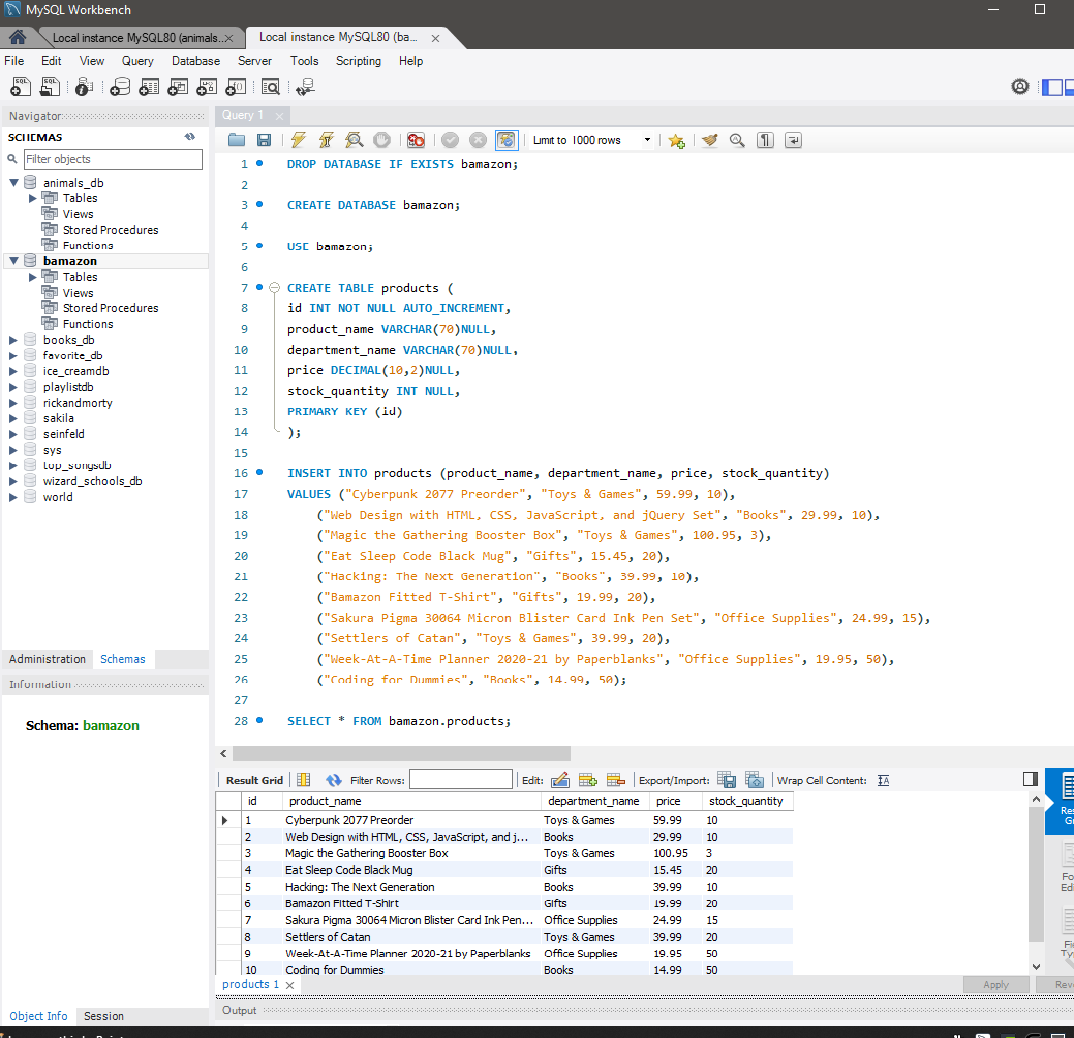 MySQL Workbench
Local instance MySQL80 (animals...
Local instance MySQL80 (ba...
File Edit View Query Database Server Tools Scripting Help
Navigator
SCHEMAS
Filter objects
animals_db
Tables
Views
Stored Procedures
Functions
bamazon
Tables
Views
Stored Procedures
Functions
books_db
favorite_db
ice_creamdb
playlistdb
rickandmorty
sakila
seinfeld
sys
top_songsdb
wizard_schools_db
world
Administration Schemas
Information
Schema: bamazon
Object Info Session
Query 1
Limit to 1000 rows
1 DROP DATABASE IF EXISTS bamazon;
2
3 CREATE DATABASE bamazon;
4
5 USE bamazon;
6
7 CREATE TABLE products (
8 id INT NOT NULL AUTO_INCREMENT,
9 product_name VARCHAR(70)NULL,
10 department_name VARCHAR(70)NULL,
11 price DECIMAL(10,2)NULL,
12 stock_quantity INT NULL,
13 PRIMARY KEY (id)
14 );
15
16 INSERT INTO products (product_name, department_name, price, stock_quantity)
17 VALUES ("Cyberpunk 2077 Preorder", "Toys & Games", 59.99, 10),
18 ("Web Design with HTML, CSS, JavaScript, and jQuery Set", "Books", 29.99, 10),
19 ("Magic the Gathering Booster Box", "Toys & Games", 100.95, 3),
20 ("Eat Sleep Code Black Mug", "Gifts", 15.45, 20),
21 ("Hacking: The Next Generation", "Books", 39.99, 10),
22 ("Bamazon Fitted T-Shirt", "Gifts", 19.99, 20),
23 ("Sakura Pigma 30064 Micron Blister Card Ink Pen Set", "Office Supplies", 24.99, 15),
24 ("Settlers of Catan", "Toys & Games", 39.99, 20),
25 ("Week-At-A-Time Planner 2020-21 by Paperblanks", "Office Supplies", 19.95, 50),
26 ("Coding for Dummies", "Books", 14.99, 50);
27
28 SELECT * FROM bamazon.products;
Result Grid Filter Rows: Edit: Export/Import: Wrap Cell Content:
id product_name department_name price stock_quantity
1 Cyberpunk 2077 Preorder Toys & Games 59.99 10
2 Web Design with HTML, CSS, JavaScript, and j... Books 29.99 10
3 Magic the Gathering Booster Box Toys & Games 100.95 3
4 Eat Sleep Code Black Mug Gifts 15.45 20
5 Hacking: The Next Generation Books 39.99 10
6 Bamazon Fitted T-Shirt Gifts 19.99 20
7 Sakura Pigma 30064 Micron Blister Card Ink Pen... Office Supplies 24.99 15
8 Settlers of Catan Toys & Games 39.99 20
9 Week-At-A-Time Planner 2020-21 by Paperblanks Office Supplies 19.95 50
10 Coding for Dummies Books 14.99 50
products 1
Apply
Output